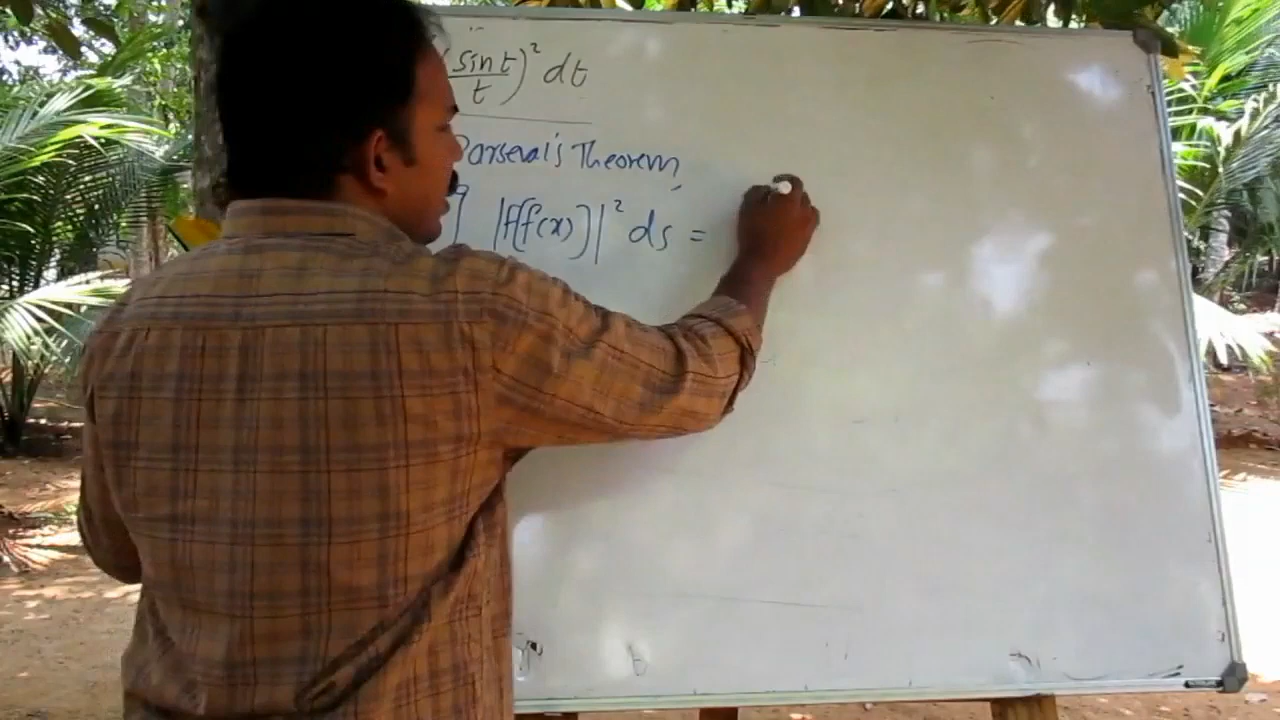 (sin t / t)² dt
Parseval's Theorem,
|F[f(x)]|² ds =